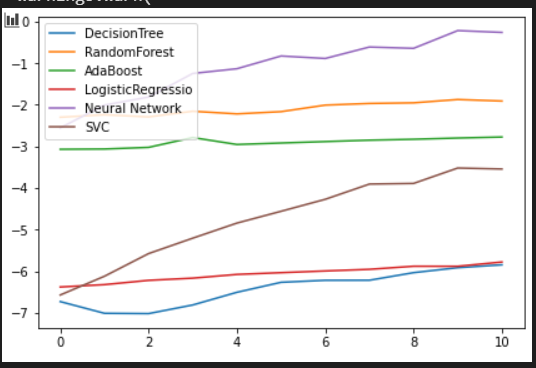 DecisionTree
RandomForest
AdaBoost
LogisticRegressio
Neural Network
SVC
0
−1
−2
−3
−4
−5
−6
−7
0 2 4 6 8 10